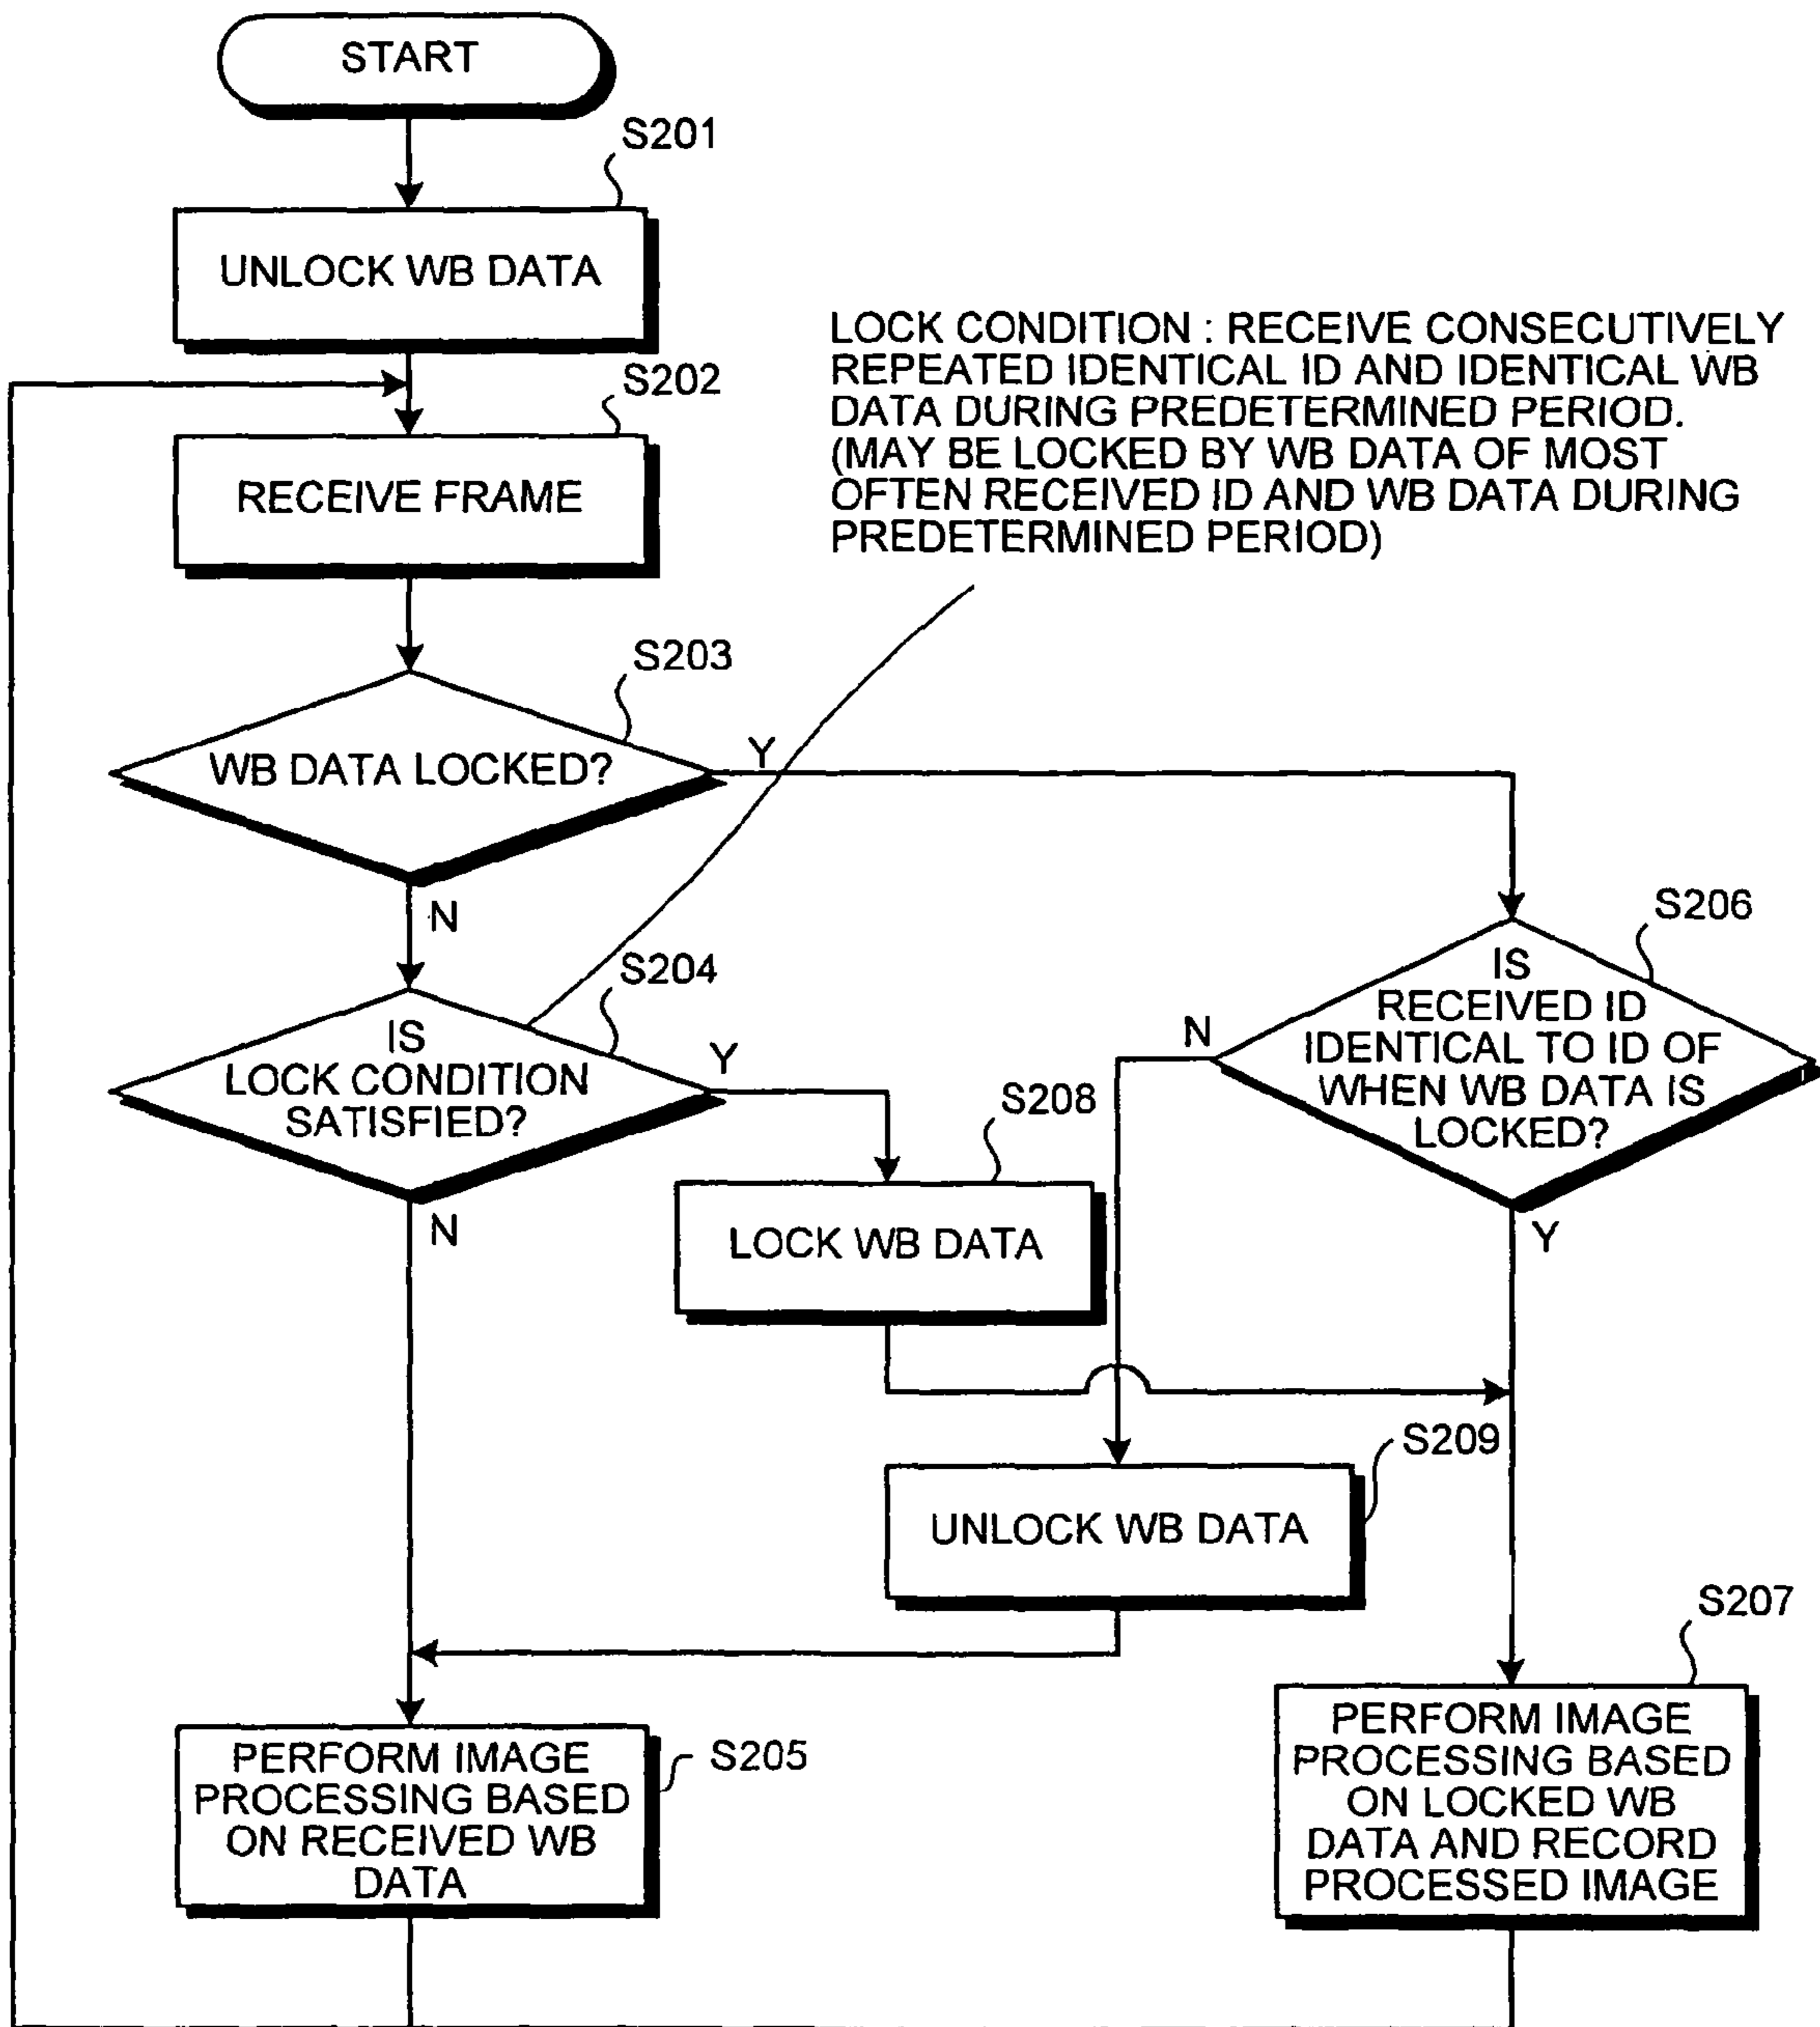 START
S201
UNLOCK WB DATA
LOCK CONDITION : RECEIVE CONSECUTIVELY
REPEATED IDENTICAL ID AND IDENTICAL WB
DATA DURING PREDETERMINED PERIOD.
(MAY BE LOCKED BY WB DATA OF MOST
OFTEN RECEIVED ID AND WB DATA DURING
PREDETERMINED PERIOD)
S202
RECEIVE FRAME
S203
WB DATA LOCKED?
Y
N
S204
IS
LOCK CONDITION
SATISFIED?
Y
N
S206
IS
RECEIVED ID
IDENTICAL TO ID OF
WHEN WB DATA IS
LOCKED?
N
Y
S208
LOCK WB DATA
S209
UNLOCK WB DATA
S205
PERFORM IMAGE
PROCESSING BASED
ON RECEIVED WB
DATA
S207
PERFORM IMAGE
PROCESSING BASED
ON LOCKED WB
DATA AND RECORD
PROCESSED IMAGE